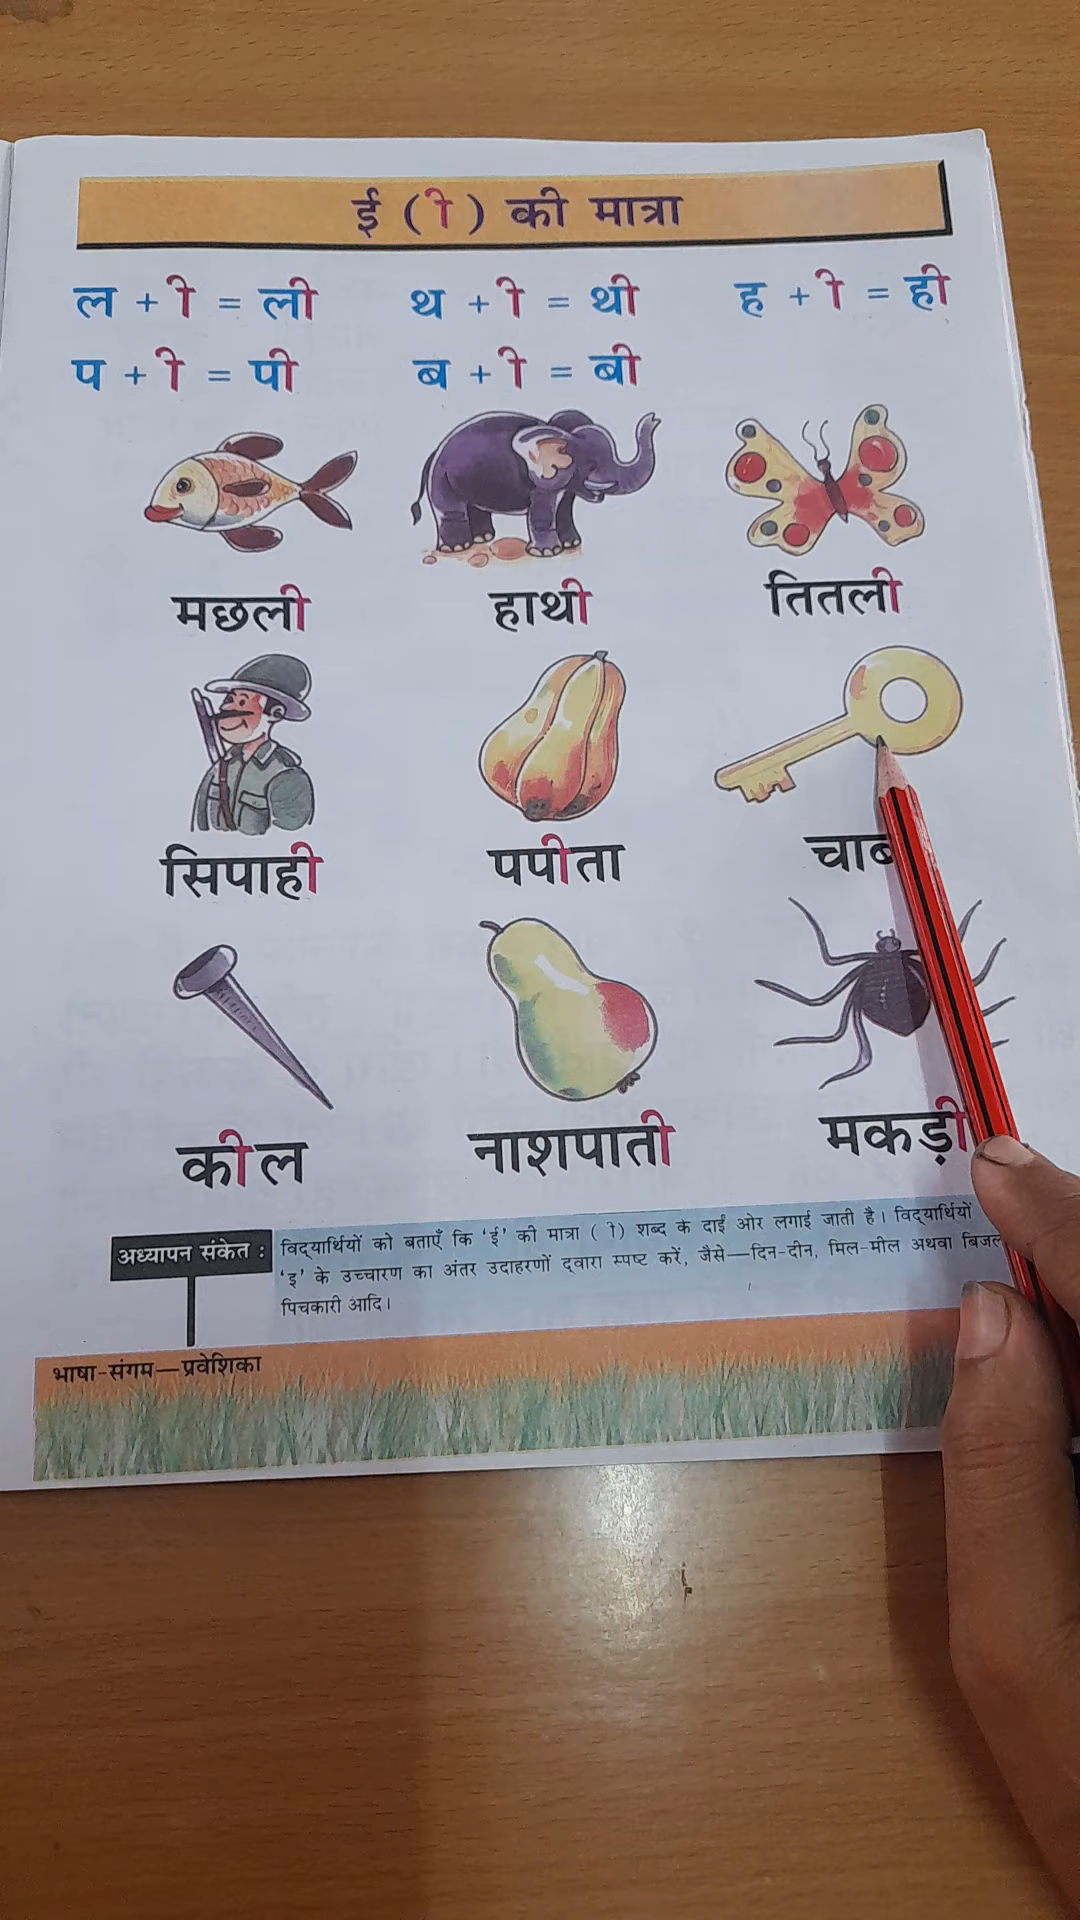 ई ( ी ) की मात्रा
ल + ी = ली थ + ी = थी ह + ी = ही
प + ी = पी ब + ी = बी
मछली हाथी तितली
सिपाही पपीता चाब
कील नाशपाती मकड़ी
अध्यापन संकेत : विद्यार्थियों को बताएँ कि ‘ई’ की मात्रा ( ी ) शब्द के दाईं ओर लगाई जाती है। विद्यार्थियों
‘इ’ के उच्चारण का अंतर उदाहरणों द्वारा स्पष्ट करें, जैसे—दिन-दीन, मिल-मील अथवा
पिचकारी आदि।
भाषा-संगम—प्रवेशिका